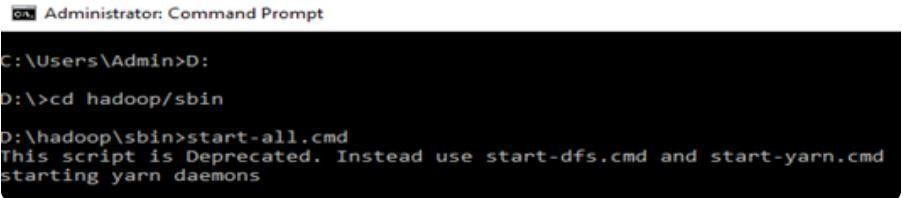 Administrator: Command Prompt
C:\Users\Admin>D:
D:\>cd hadoop/sbin
D:\hadoop\sbin>start-all.cmd
This script is Deprecated. Instead use start-dfs.cmd and start-yarn.cmd
starting yarn daemons